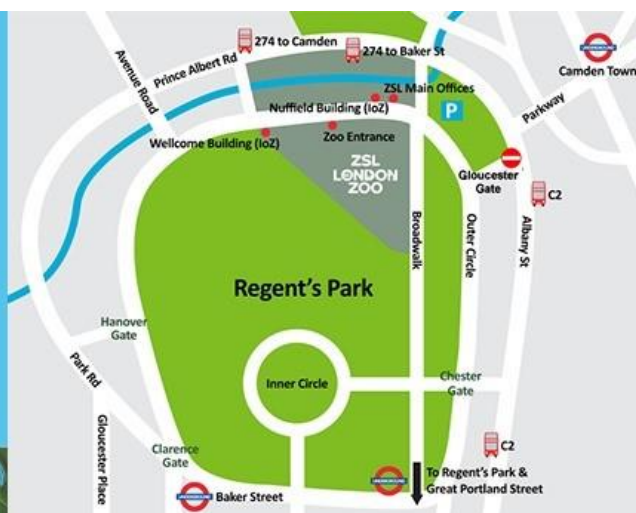 274 to Camden
274 to Baker St
UNDERGROUND
Camden Town
Avenue Road
Prince Albert Rd
ZSL Main Offices
Nuffield Building (IoZ)
P
Parkway
Wellcome Building (IoZ)
Zoo Entrance
ZSL
LONDON
ZOO
Gloucester
Gate
C2
Broadwalk
Outer Circle
Albany St
Regent's Park
Hanover
Gate
Park Rd
Inner Circle
Chester
Gate
Gloucester Place
Clarence
Gate
C2
UNDERGROUND
Baker Street
UNDERGROUND
To Regent's Park &
Great Portland Street